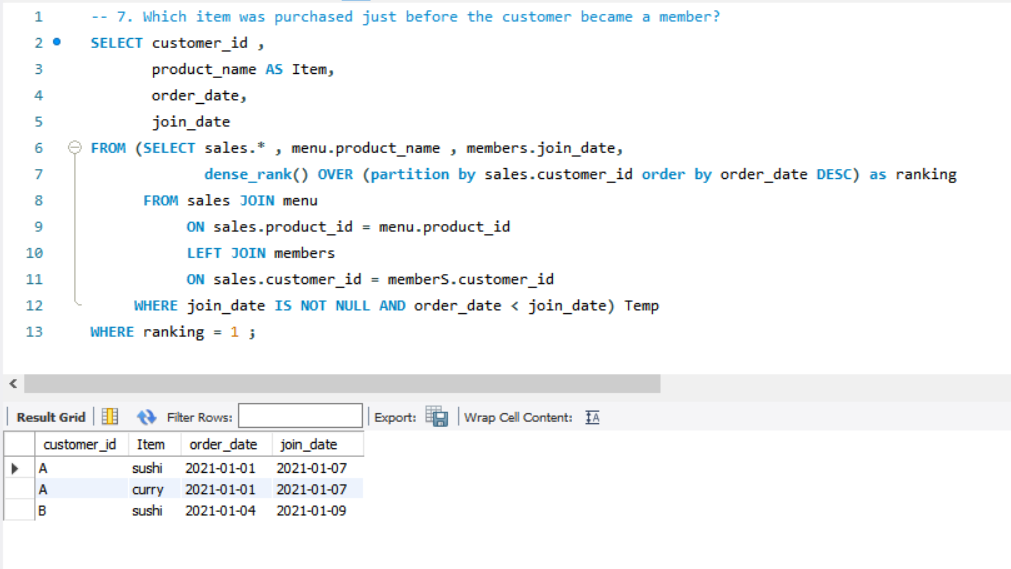 1 -- 7. Which item was purchased just before the customer became a member?
2 SELECT customer_id ,
3 product_name AS Item,
4 order_date,
5 join_date
6 FROM (SELECT sales.* , menu.product_name , members.join_date,
7 dense_rank() OVER (partition by sales.customer_id order by order_date DESC) as ranking
8 FROM sales JOIN menu
9 ON sales.product_id = menu.product_id
10 LEFT JOIN members
11 ON sales.customer_id = memberS.customer_id
12 WHERE join_date IS NOT NULL AND order_date < join_date) Temp
13 WHERE ranking = 1 ;
Result Grid Filter Rows: Export: Wrap Cell Content:
customer_id Item order_date join_date
A sushi 2021-01-01 2021-01-07
A curry 2021-01-01 2021-01-07
B sushi 2021-01-04 2021-01-09